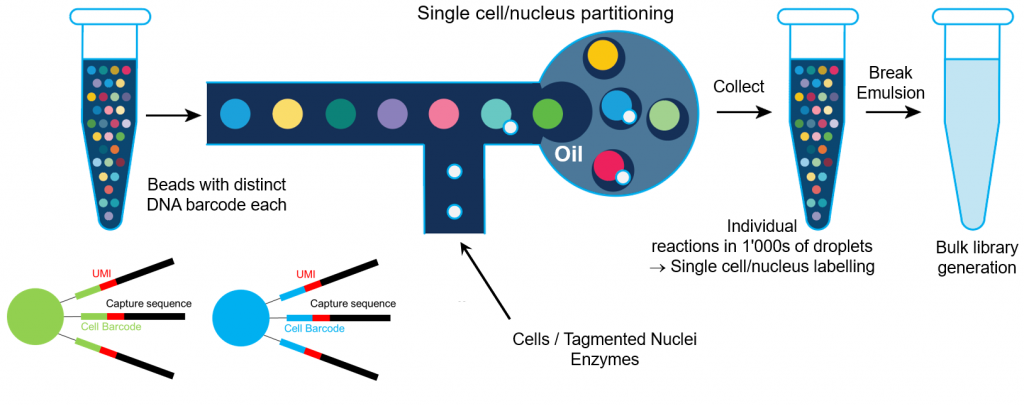 Single cell/nucleus partitioning
Collect
Break
Emulsion
Oil
Beads with distinct
DNA barcode each
Individual
reactions in 1'000s of droplets
→ Single cell/nucleus labelling
Bulk library
generation
UMI
Capture sequence
Cell Barcode
UMI
Capture sequence
Cell Barcode
Cells / Tagmented Nuclei
Enzymes